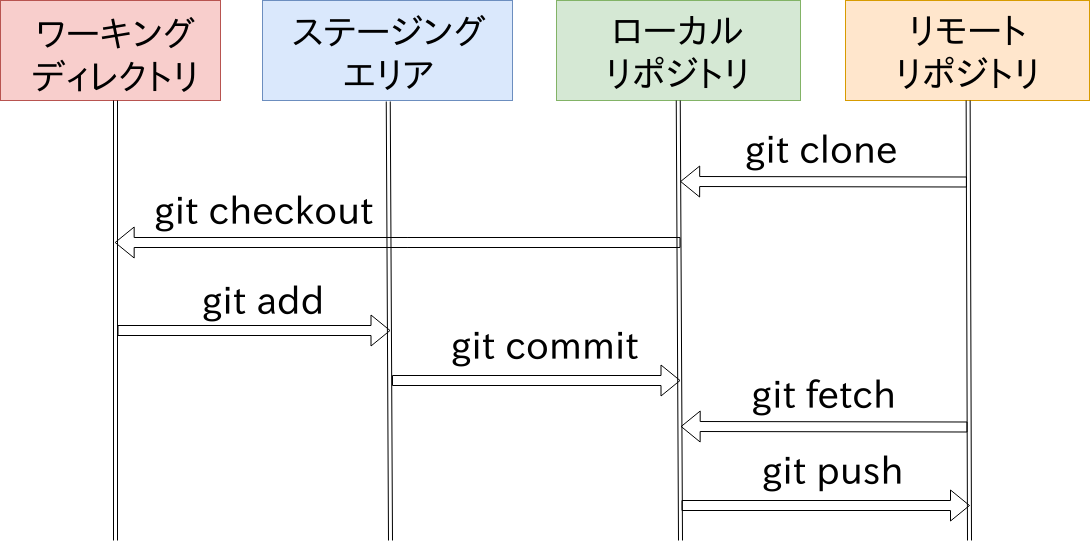 ワーキング
ディレクトリ
ステージング
エリア
ローカル
リポジトリ
リモート
リポジトリ
git clone
git checkout
git add
git commit
git fetch
git push